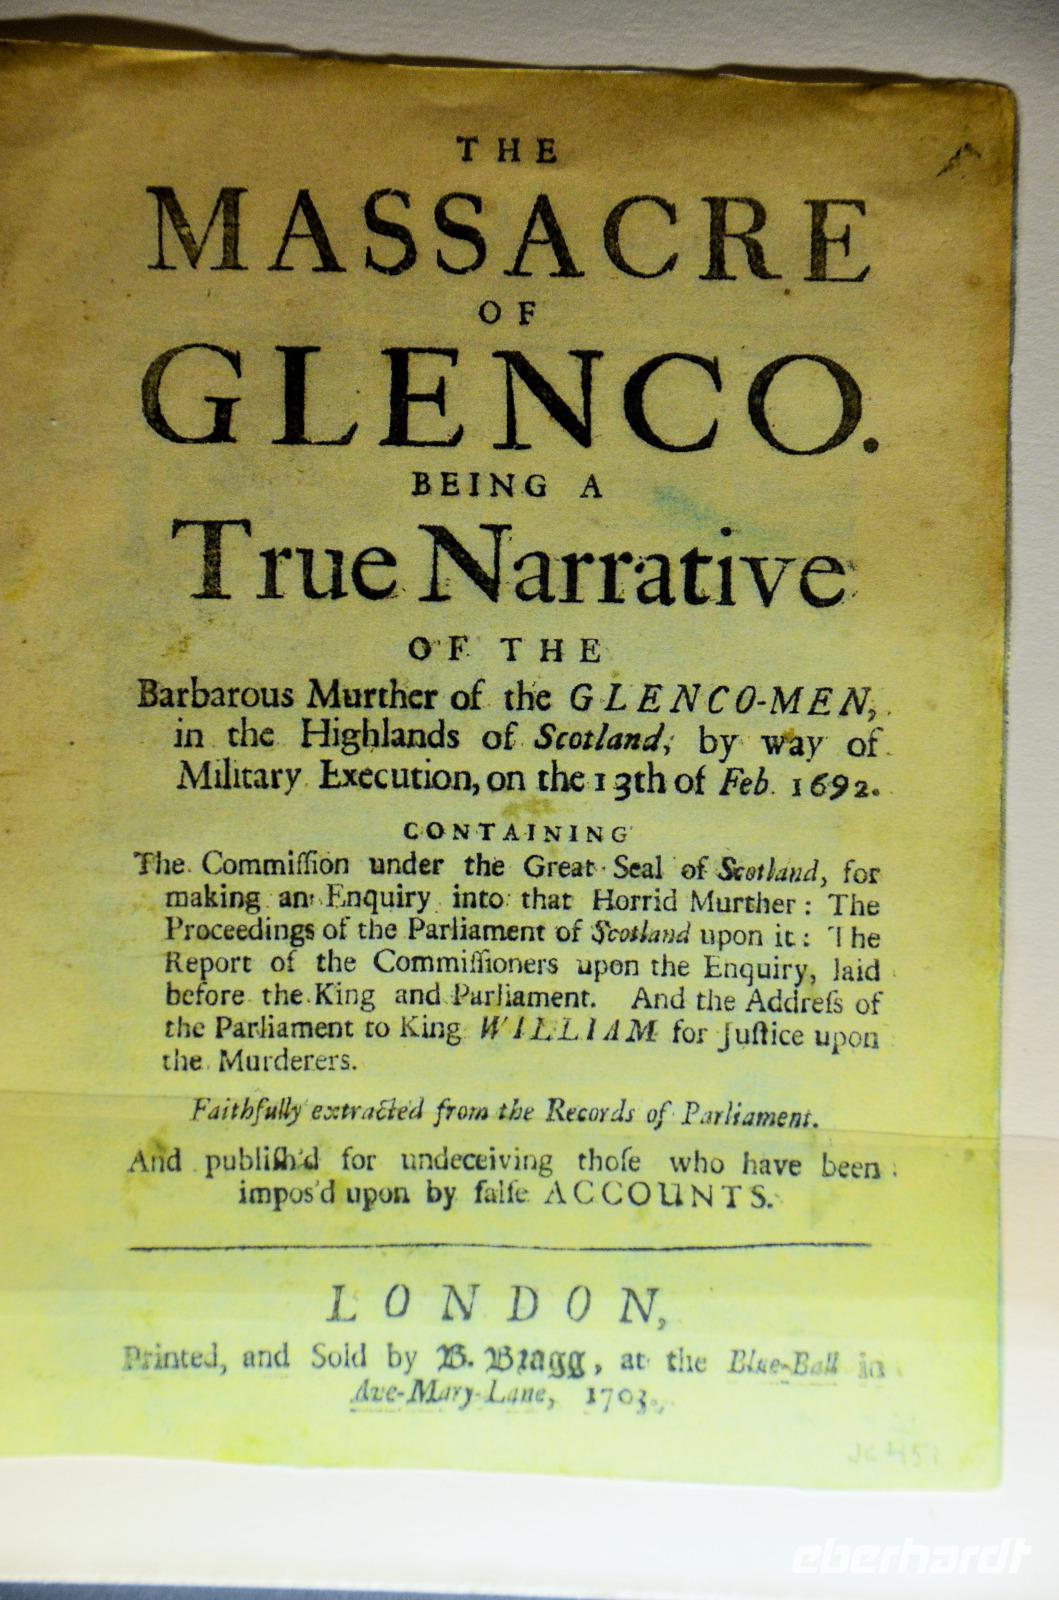 THE
MASSACRE
OF
GLENCO.
BEING A
True Narrative
OF THE
Barbarous Murther of the GLENCO-MEN,
in the Highlands of Scotland, by way of
Military Execution, on the 13th of Feb. 1692.
CONTAINING
The Commiſſion under the Great Seal of Scotland, for
making an Enquiry into that Horrid Murther: The
Proceedings of the Parliament of Scotland upon it: The
Report of the Commiſſioners upon the Enquiry, laid
before the King and Parliament. And the Addreſs of
the Parliament to King WILLIAM for Juſtice upon
the Murderers.
Faithfully extracted from the Records of Parliament.
And publiſh'd for undeceiving thoſe who have been
impos'd upon by falſe ACCOUNTS.
LONDON,
Printed, and Sold by B. Bragg, at the Blue-Ball in
Ave-Mary-Lane, 1703.
eberhardt